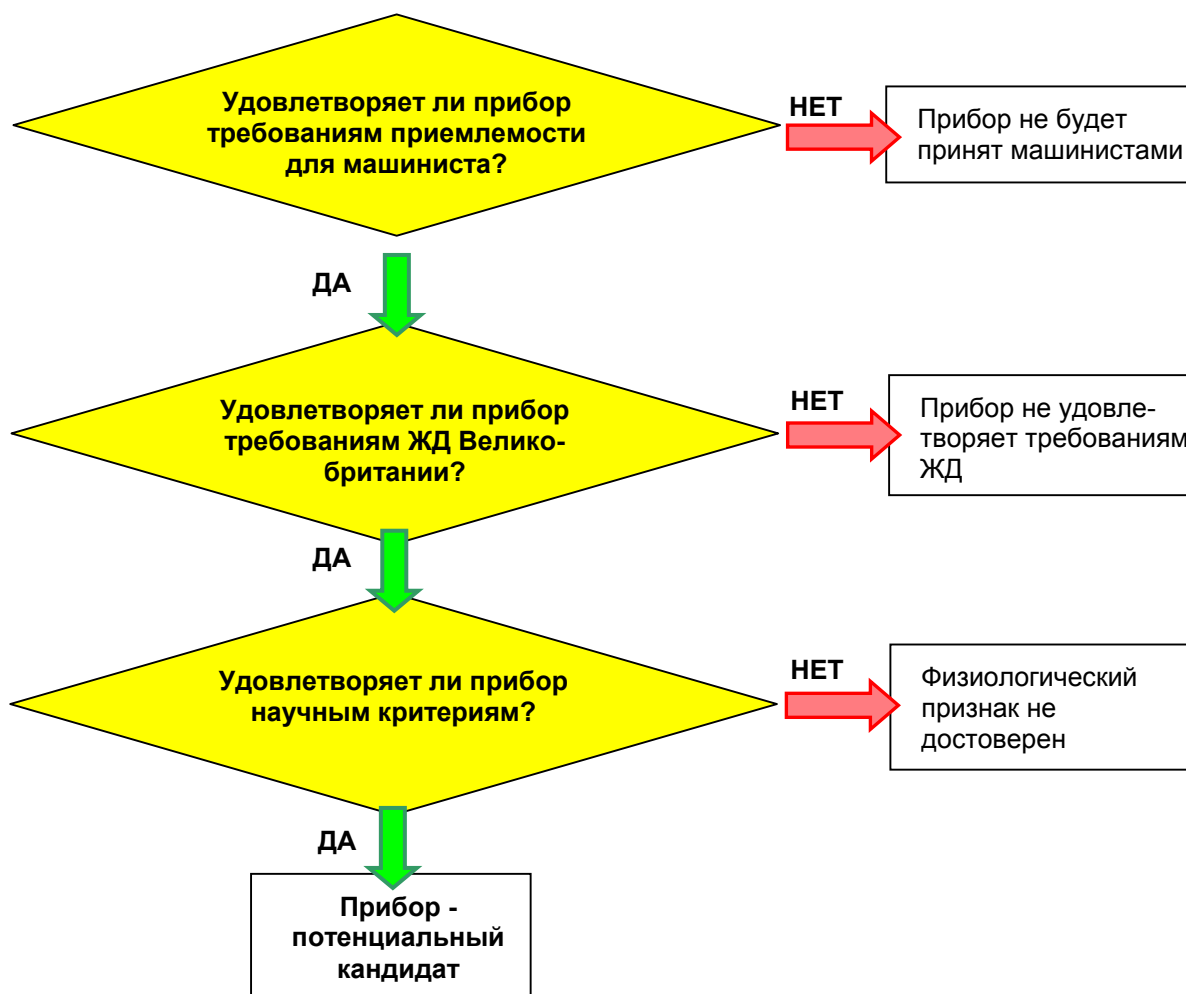 Удовлетворяет ли прибор
требованиям приемлемости
для машиниста?
НЕТ
Прибор не будет
принят машинистами
ДА
Удовлетворяет ли прибор
требованиям ЖД Велико-
британии?
НЕТ
Прибор не удовле-
творяет требованиям
ЖД
ДА
Удовлетворяет ли прибор
научным критериям?
НЕТ
Физиологический
признак не
достоверен
ДА
Прибор -
потенциальный
кандидат